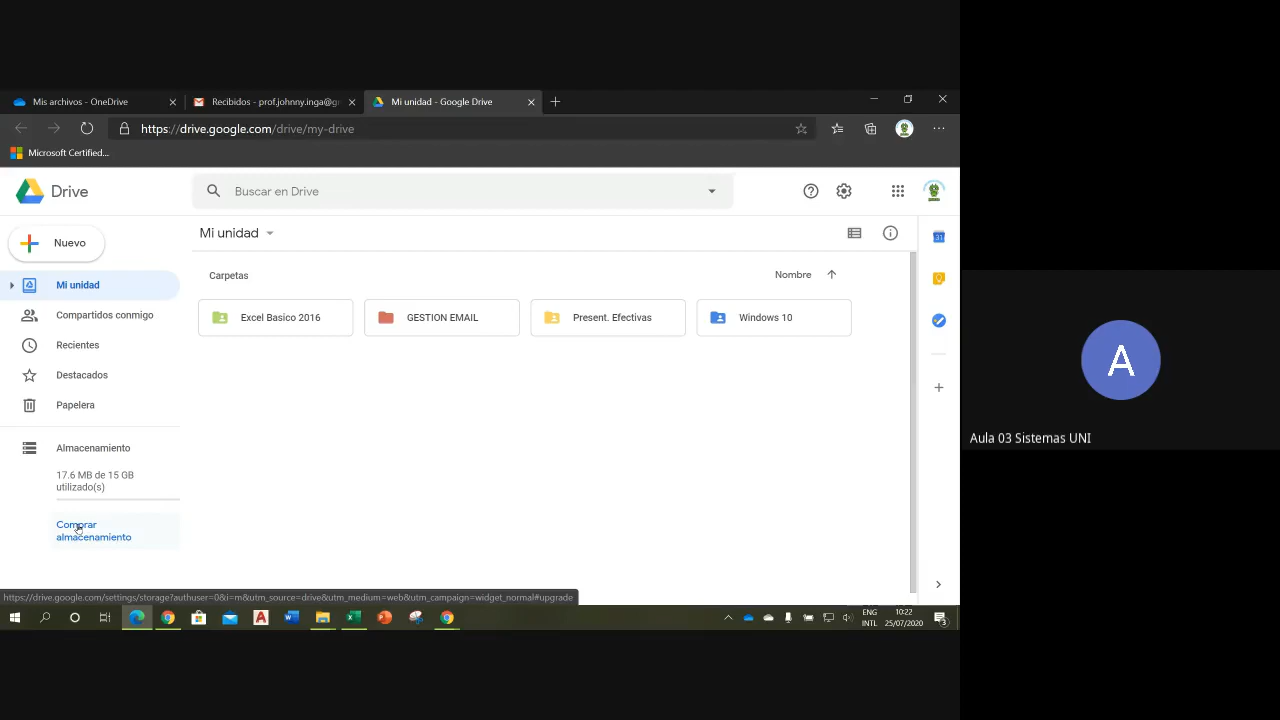 Mis archivos - OneDrive
Recibidos - prof.johnny.inga@g
Mi unidad - Google Drive
https://drive.google.com/drive/my-drive
Microsoft Certified...
Drive
Buscar en Drive
Nuevo
Mi unidad
31
Mi unidad
Carpetas
Nombre
Compartidos conmigo
Excel Basico 2016
GESTION EMAIL
Present. Efectivas
Windows 10
Recientes
Destacados
Papelera
A
Aula 03 Sistemas UNI
Almacenamiento
17.6 MB de 15 GB
utilizado(s)
Comprar
almacenamiento
https://drive.google.com/settings/storage?authuser=0&i=m&utm_source=drive&utm_medium=web&utm_campaign=widget_normal#upgrade
ENG
INTL
10:22
25/07/2020
3